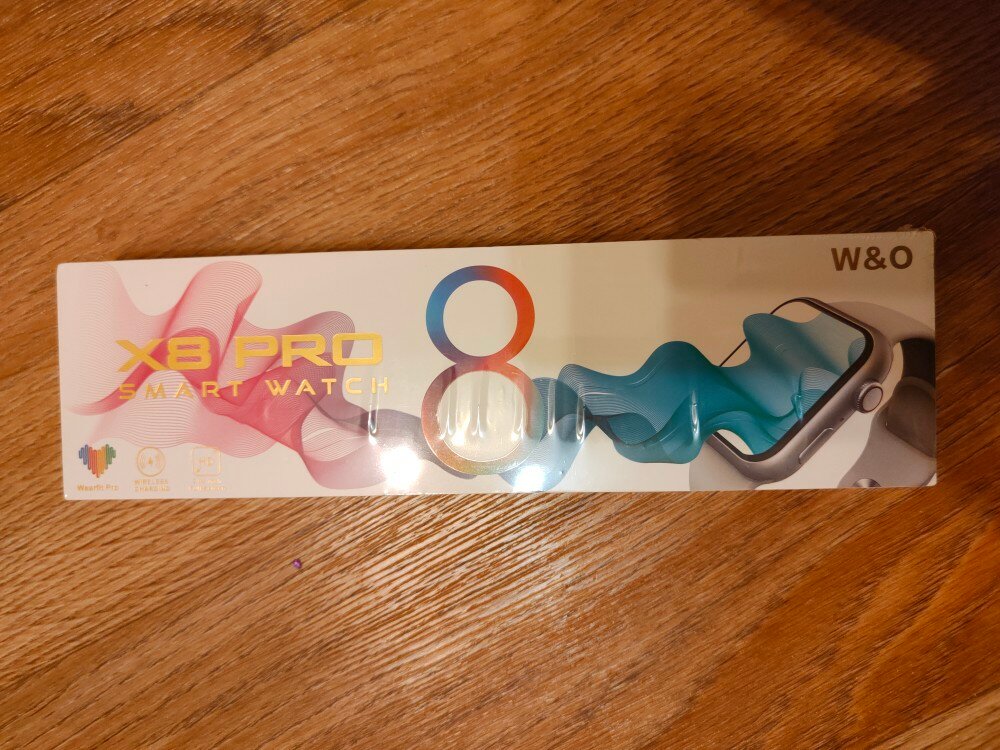 W&O
X8 PRO
8
SMART WATCH
Wearfit Pro
WIRELESS
CHARGING